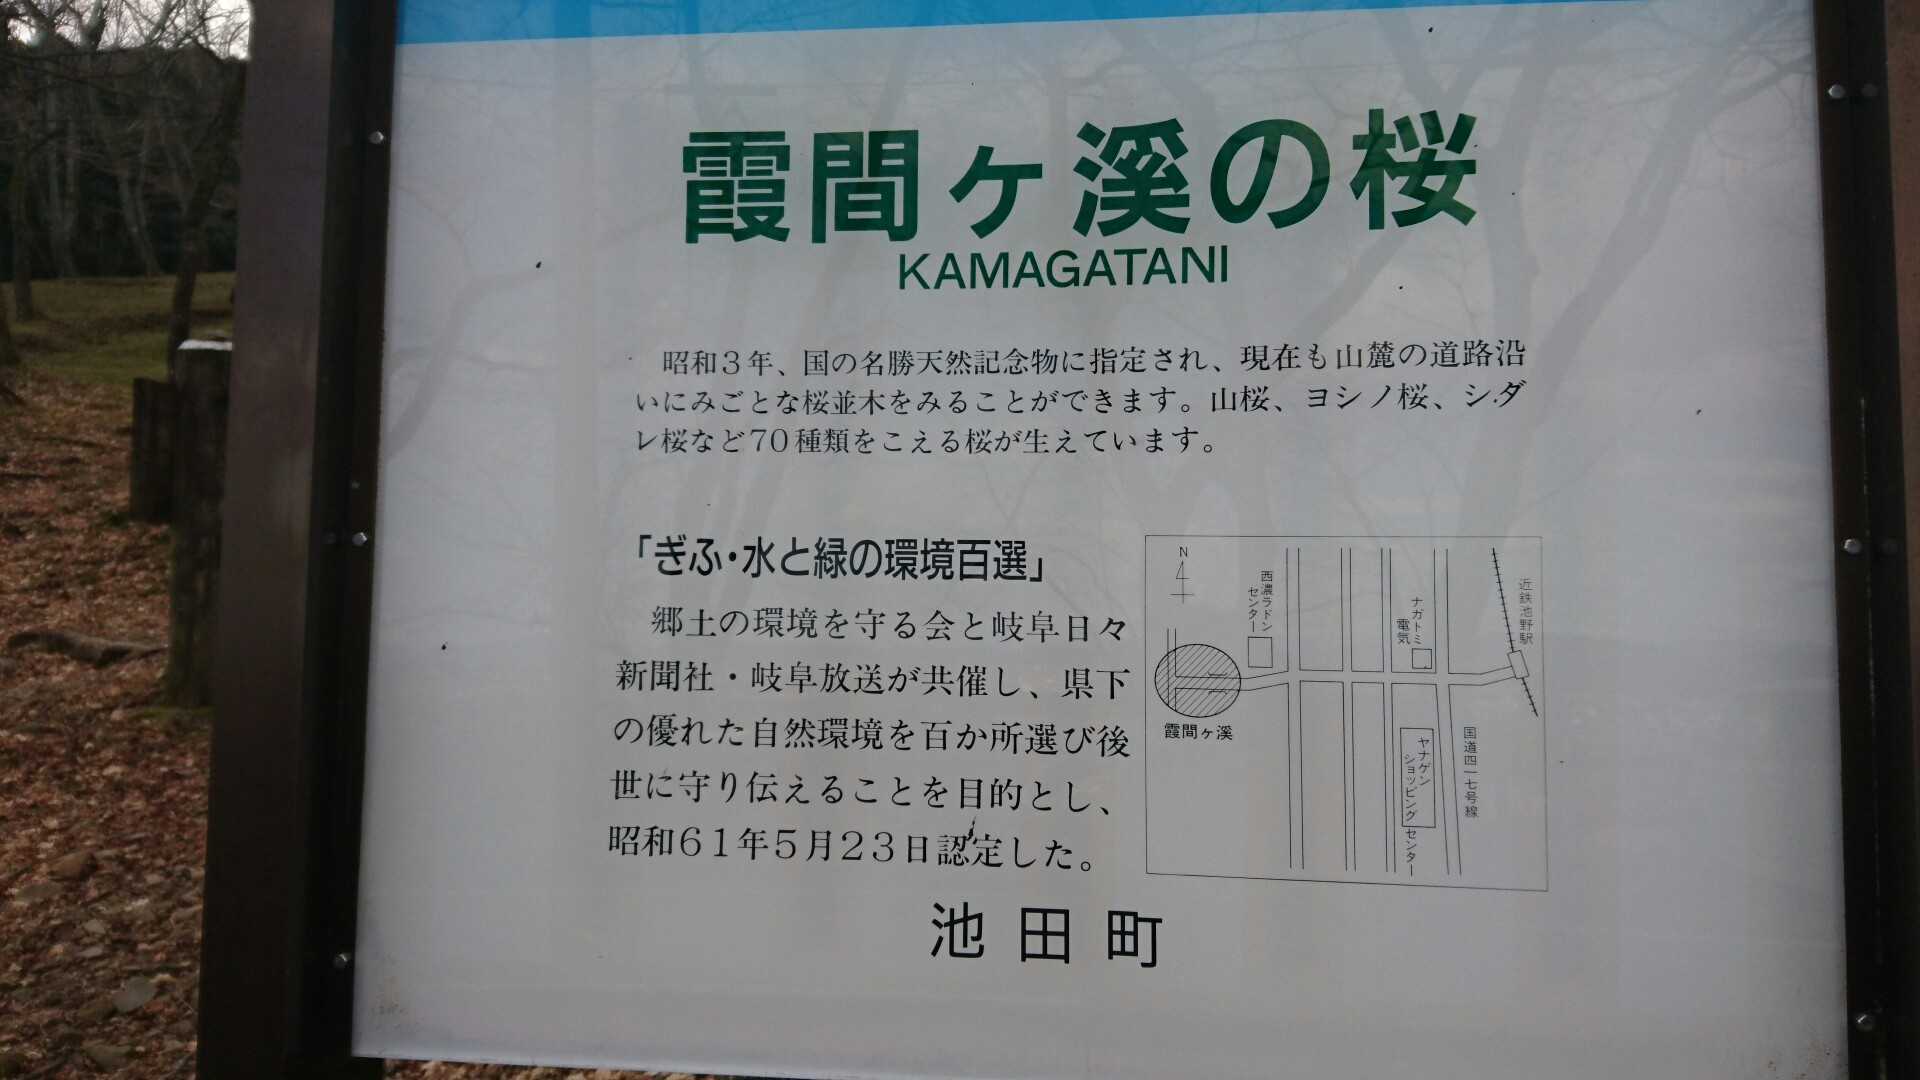 霞間ヶ溪の桜
KAMAGATANI
昭和3年、国の名勝天然記念物に指定され、現在も山麓の道路沿
いにみごとな桜並木をみることができます。山桜、ヨシノ桜、シダ
レ桜など70種類をこえる桜が生えています。
「ぎふ・水と緑の環境百選」
郷土の環境を守る会と岐阜日々
新聞社・岐阜放送が共催し、県下
の優れた自然環境を百か所選び後
世に守り伝えることを目的とし、
昭和61年5月23日認定した。
N
西濃ラドン
センター
ナガトミ
電気
近鉄池野駅
霞間ヶ溪
ヤナゲン
ショッピングセンター
国道四一七号線
池田町